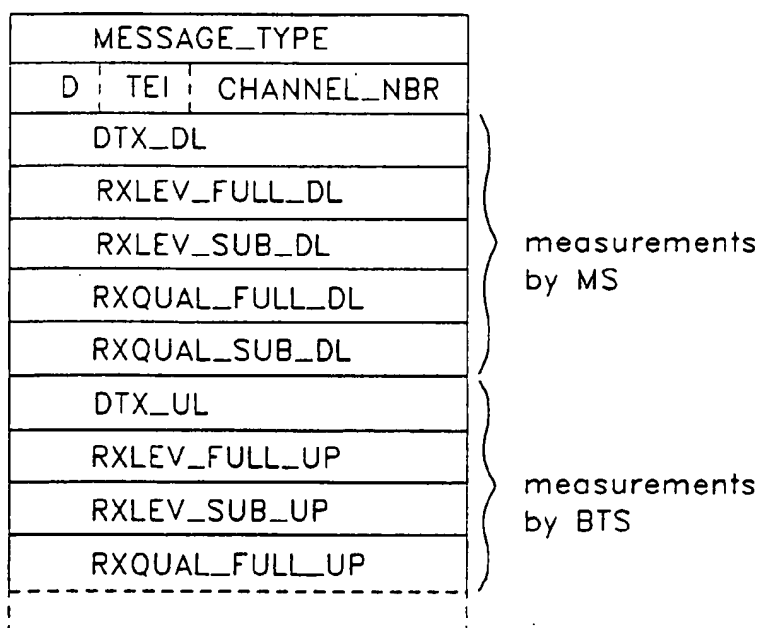 MESSAGE_TYPE
D TEI CHANNEL_NBR
DTX_DL
RXLEV_FULL_DL
RXLEV_SUB_DL
RXQUAL_FULL_DL
RXQUAL_SUB_DL
measurements
by MS
DTX_UL
RXLEV_FULL_UP
RXLEV_SUB_UP
RXQUAL_FULL_UP
measurements
by BTS